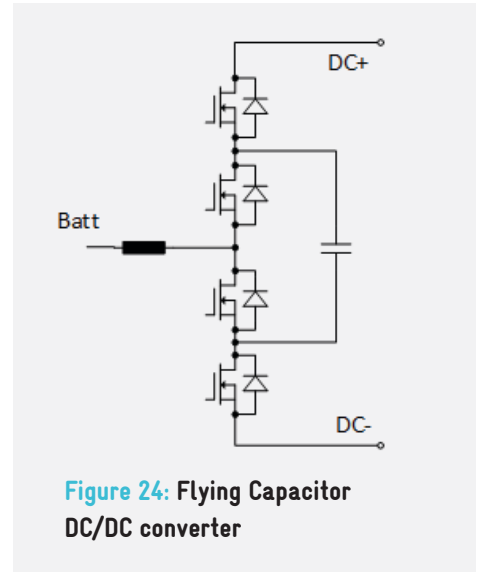 DC+
Batt
DC-
Figure 24: Flying Capacitor
DC/DC converter